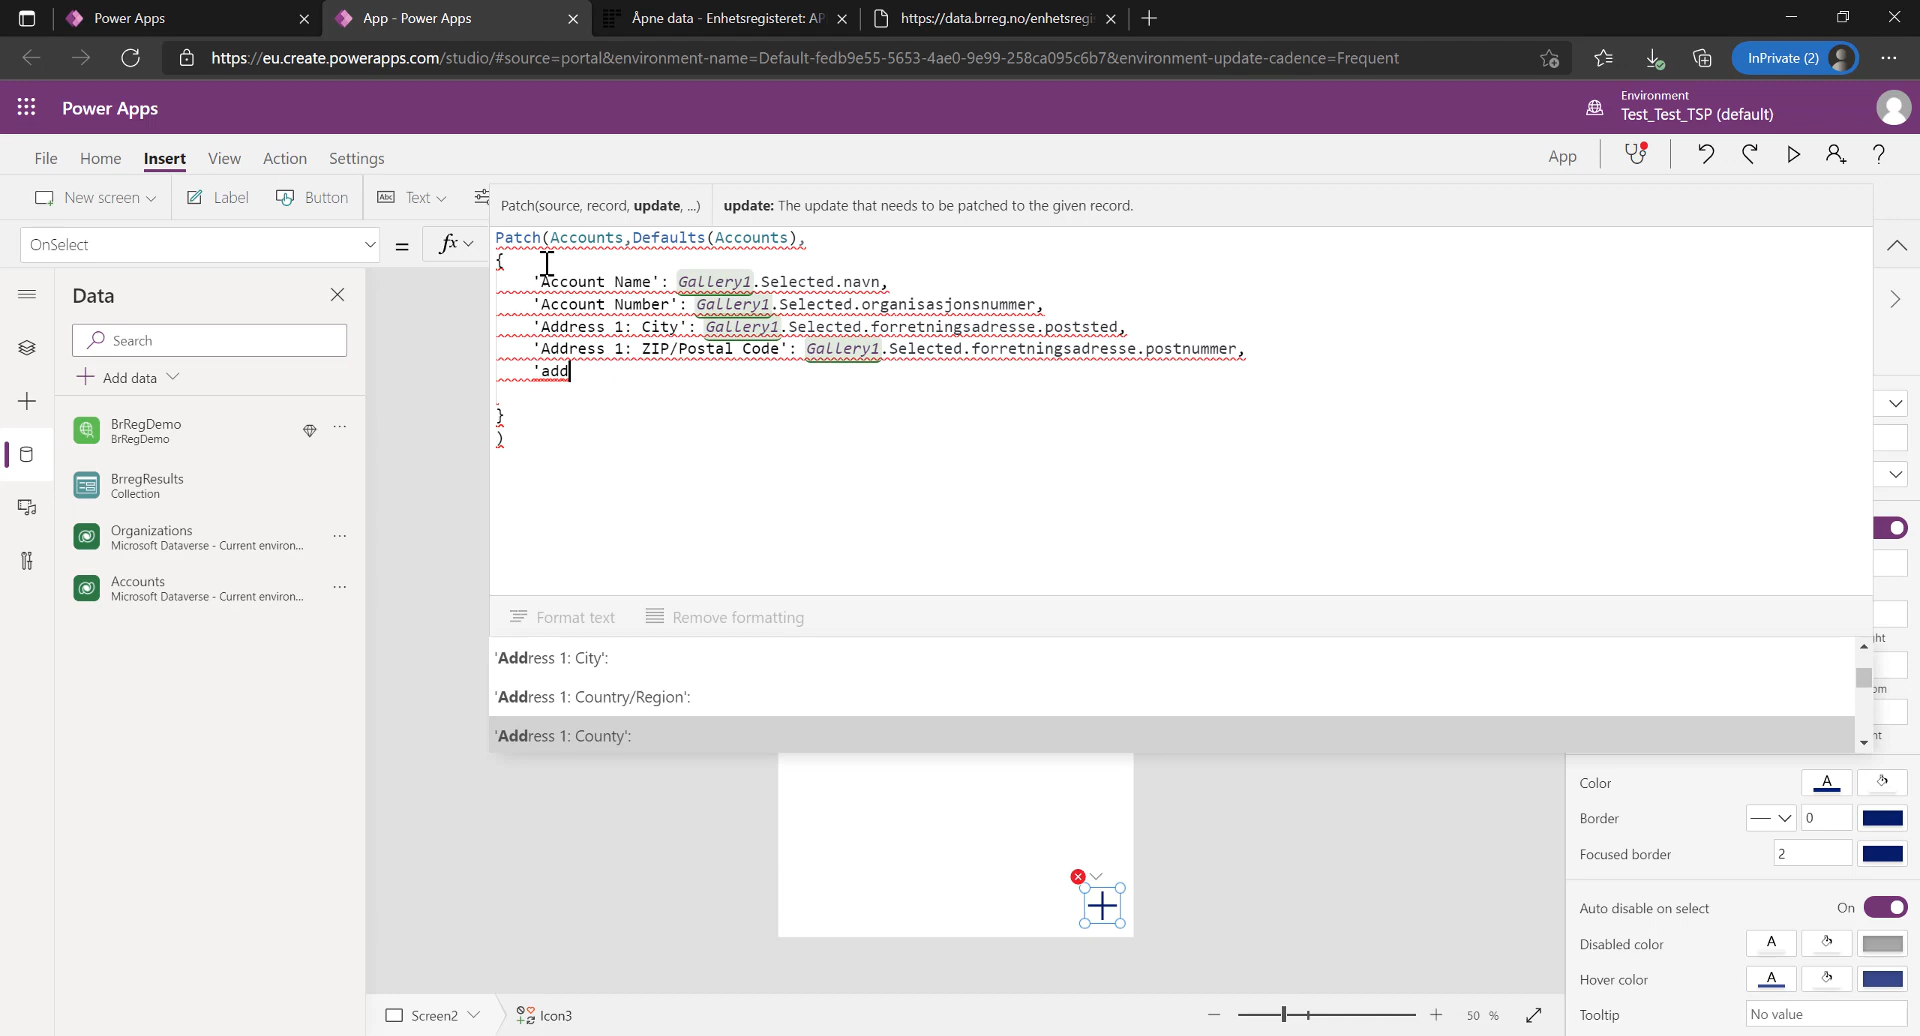 Power Apps
App - Power Apps
Åpne data - Enhetsregisteret: AP
https://data.brreg.no/enhetsregi
https://eu.create.powerapps.com/studio/#source=portal&environment-name=Default-fedb9e55-5653-4ae0-9e99-258ca095c6b7&environment-update-cadence=Frequent
InPrivate (2)
Power Apps
Environment
Test_Test_TSP (default)
File Home Insert View Action Settings
App
New screen Label Button Text
Patch(source, record, update, ...)
update: The update that needs to be patched to the given record.
OnSelect = fx
Patch(Accounts,Defaults(Accounts),
{
'Account Name': Gallery1.Selected.navn,
'Account Number': Gallery1.Selected.organisasjonsnummer,
'Address 1: City': Gallery1.Selected.forretningsadresse.poststed,
'Address 1: ZIP/Postal Code': Gallery1.Selected.forretningsadresse.postnummer,
'add
}
)
Data
Search
Add data
BrRegDemo
BrRegDemo
BrregResults
Collection
Organizations
Microsoft Dataverse - Current environ...
Accounts
Microsoft Dataverse - Current environ...
Format text Remove formatting
'Address 1: City':
'Address 1: Country/Region':
'Address 1: County':
ht
om
nt
Color A
Border 0
Focused border 2
Auto disable on select On
Disabled color A
Hover color A
Tooltip No value
Screen2 Icon3
50 %